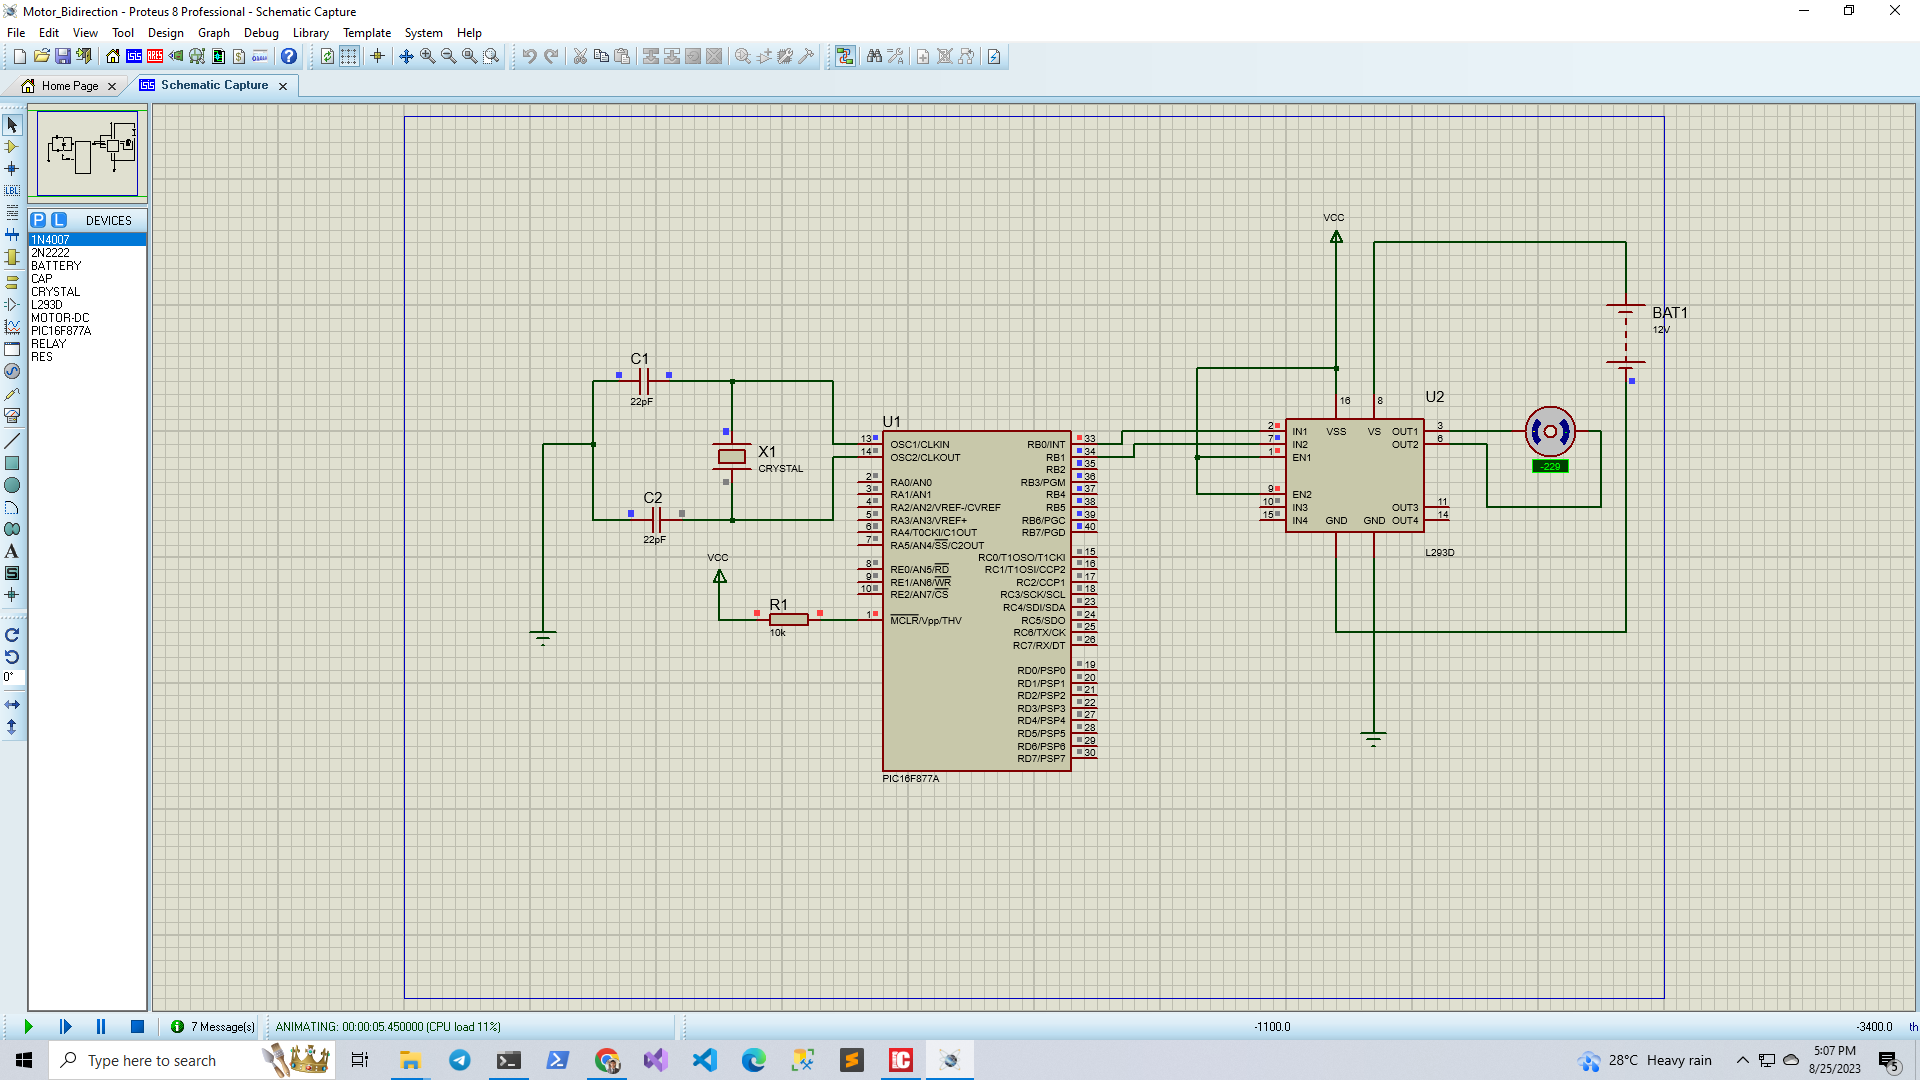 Motor_Bidirection - Proteus 8 Professional - Schematic Capture
File Edit View Tool Design Graph Debug Library Template System Help
Home Page
Schematic Capture
P L DEVICES
1N4007
2N2222
BATTERY
CAP
CRYSTAL
L293D
MOTOR-DC
PIC16F877A
RELAY
RES
LBL
A
S
0°
C1
22pF
X1
CRYSTAL
C2
22pF
VCC
R1
10k
U1
13 OSC1/CLKIN
14 OSC2/CLKOUT
2 RA0/AN0
3 RA1/AN1
4 RA2/AN2/VREF-/CVREF
5 RA3/AN3/VREF+
6 RA4/T0CKI/C1OUT
7 RA5/AN4/SS/C2OUT
8 RE0/AN5/RD
9 RE1/AN6/WR
10 RE2/AN7/CS
1 MCLR/Vpp/THV
RB0/INT 33
RB1 34
RB2 35
RB3/PGM 36
RB4 37
RB5 38
RB6/PGC 39
RB7/PGD 40
RC0/T1OSO/T1CKI 15
RC1/T1OSI/CCP2 16
RC2/CCP1 17
RC3/SCK/SCL 18
RC4/SDI/SDA 23
RC5/SDO 24
RC6/TX/CK 25
RC7/RX/DT 26
RD0/PSP0 19
RD1/PSP1 20
RD2/PSP2 21
RD3/PSP3 22
RD4/PSP4 27
RD5/PSP5 28
RD6/PSP6 29
RD7/PSP7 30
PIC16F877A
VCC
BAT1
12V
U2
16 8
2 IN1 VSS VS OUT1 3
7 IN2 OUT2 6
1 EN1
9 EN2
10 IN3 OUT3 11
15 IN4 GND GND OUT4 14
L293D
-229
7 Message(s)
ANIMATING: 00:00:05.450000 (CPU load 11%)
-1100.0
-3400.0
th
Type here to search
28°C Heavy rain
5:07 PM
8/25/2023
5